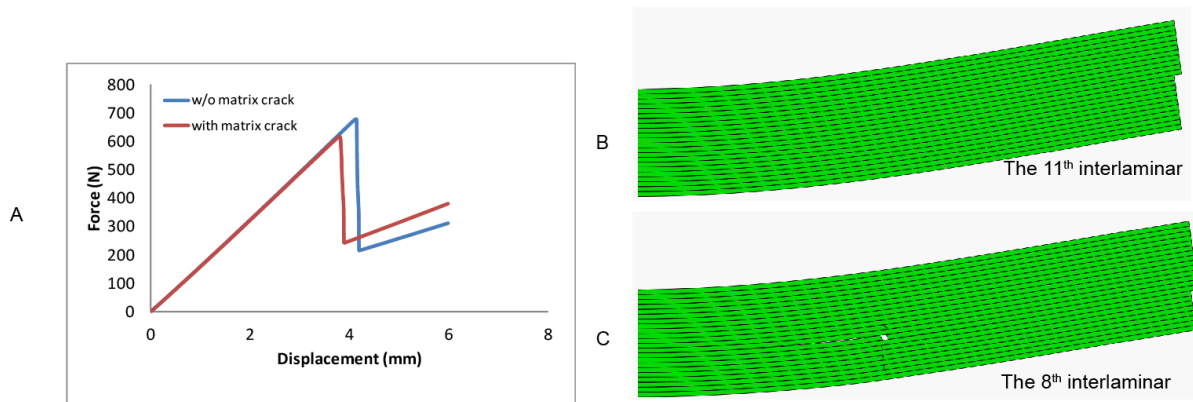 A
800
700
600
500
400
300
200
100
0
Force (N)
w/o matrix crack
with matrix crack
0 2 4 6 8
Displacement (mm)
B
The 11th interlaminar
C
The 8th interlaminar